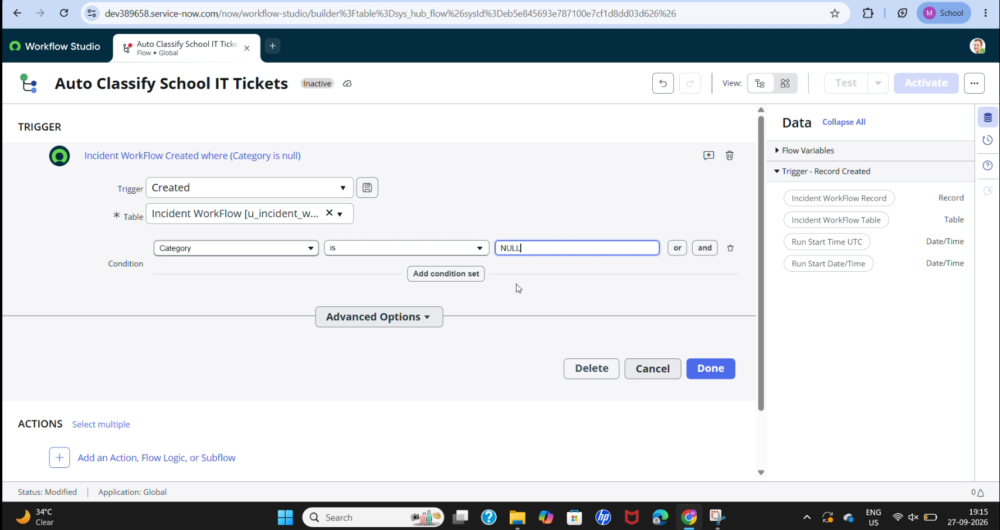 dev389658.service-now.com/now/workflow-studio/builder%3Ftable%3Dsys_hub_flow%26sysId%3Deb5e845693e787100e7cf1d8dd03d626%26
M School
Workflow Studio
Auto Classify School IT Ticke
Flow • Global
Auto Classify School IT Tickets
Inactive
View:
Test
Activate
TRIGGER
Incident WorkFlow Created where (Category is null)
Trigger
Created
* Table
Incident WorkFlow [u_incident_w...
Condition
Category
is
NULL
or
and
Add condition set
Advanced Options
Delete
Cancel
Done
ACTIONS
Select multiple
Add an Action, Flow Logic, or Subflow
Data
Collapse All
Flow Variables
Trigger - Record Created
Incident WorkFlow Record Record
Incident WorkFlow Table Table
Run Start Time UTC Date/Time
Run Start Date/Time Date/Time
Status: Modified
Application: Global
0
34°C
Clear
Search
hp
ENG
US
19:15
27-09-2026